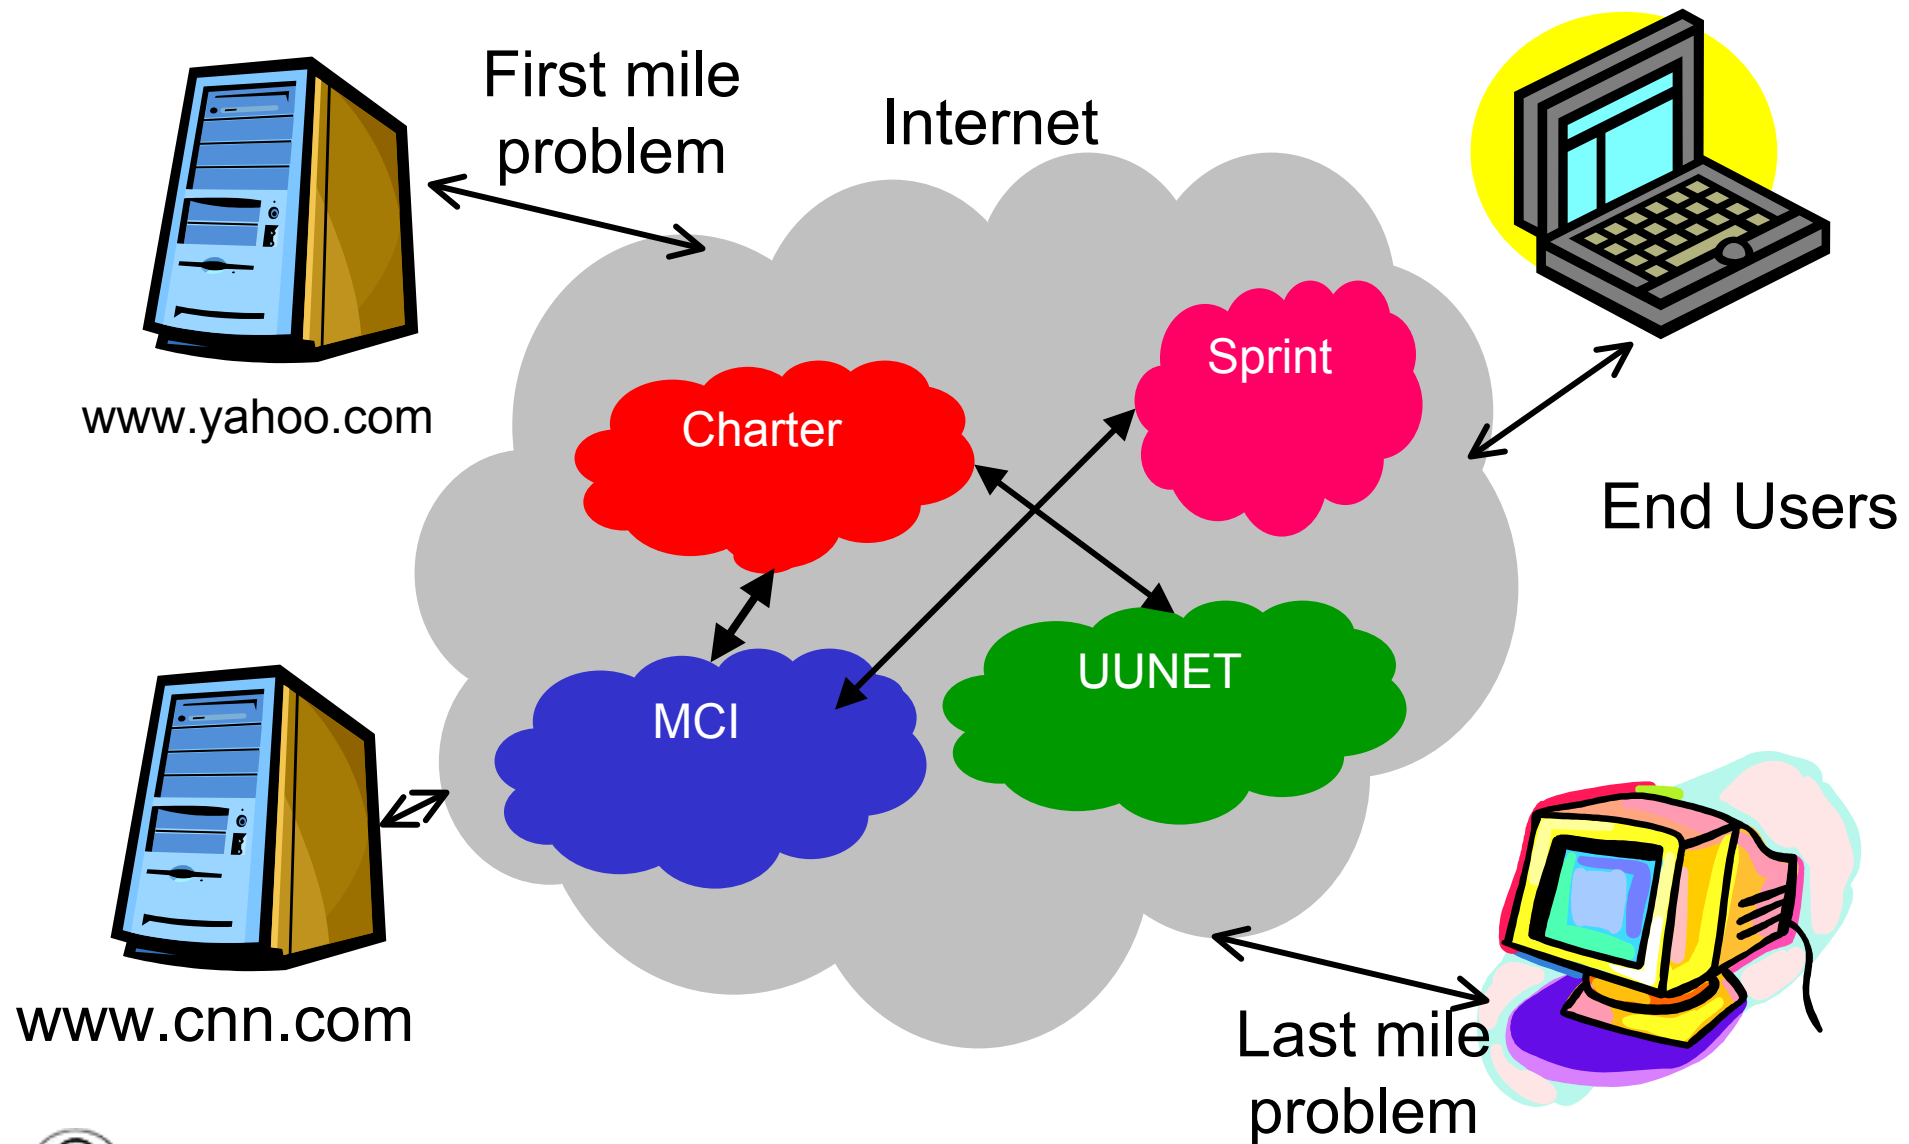 First mile
problem
Internet
www.yahoo.com
Sprint
Charter
End Users
UUNET
MCI
www.cnn.com
Last mile
problem